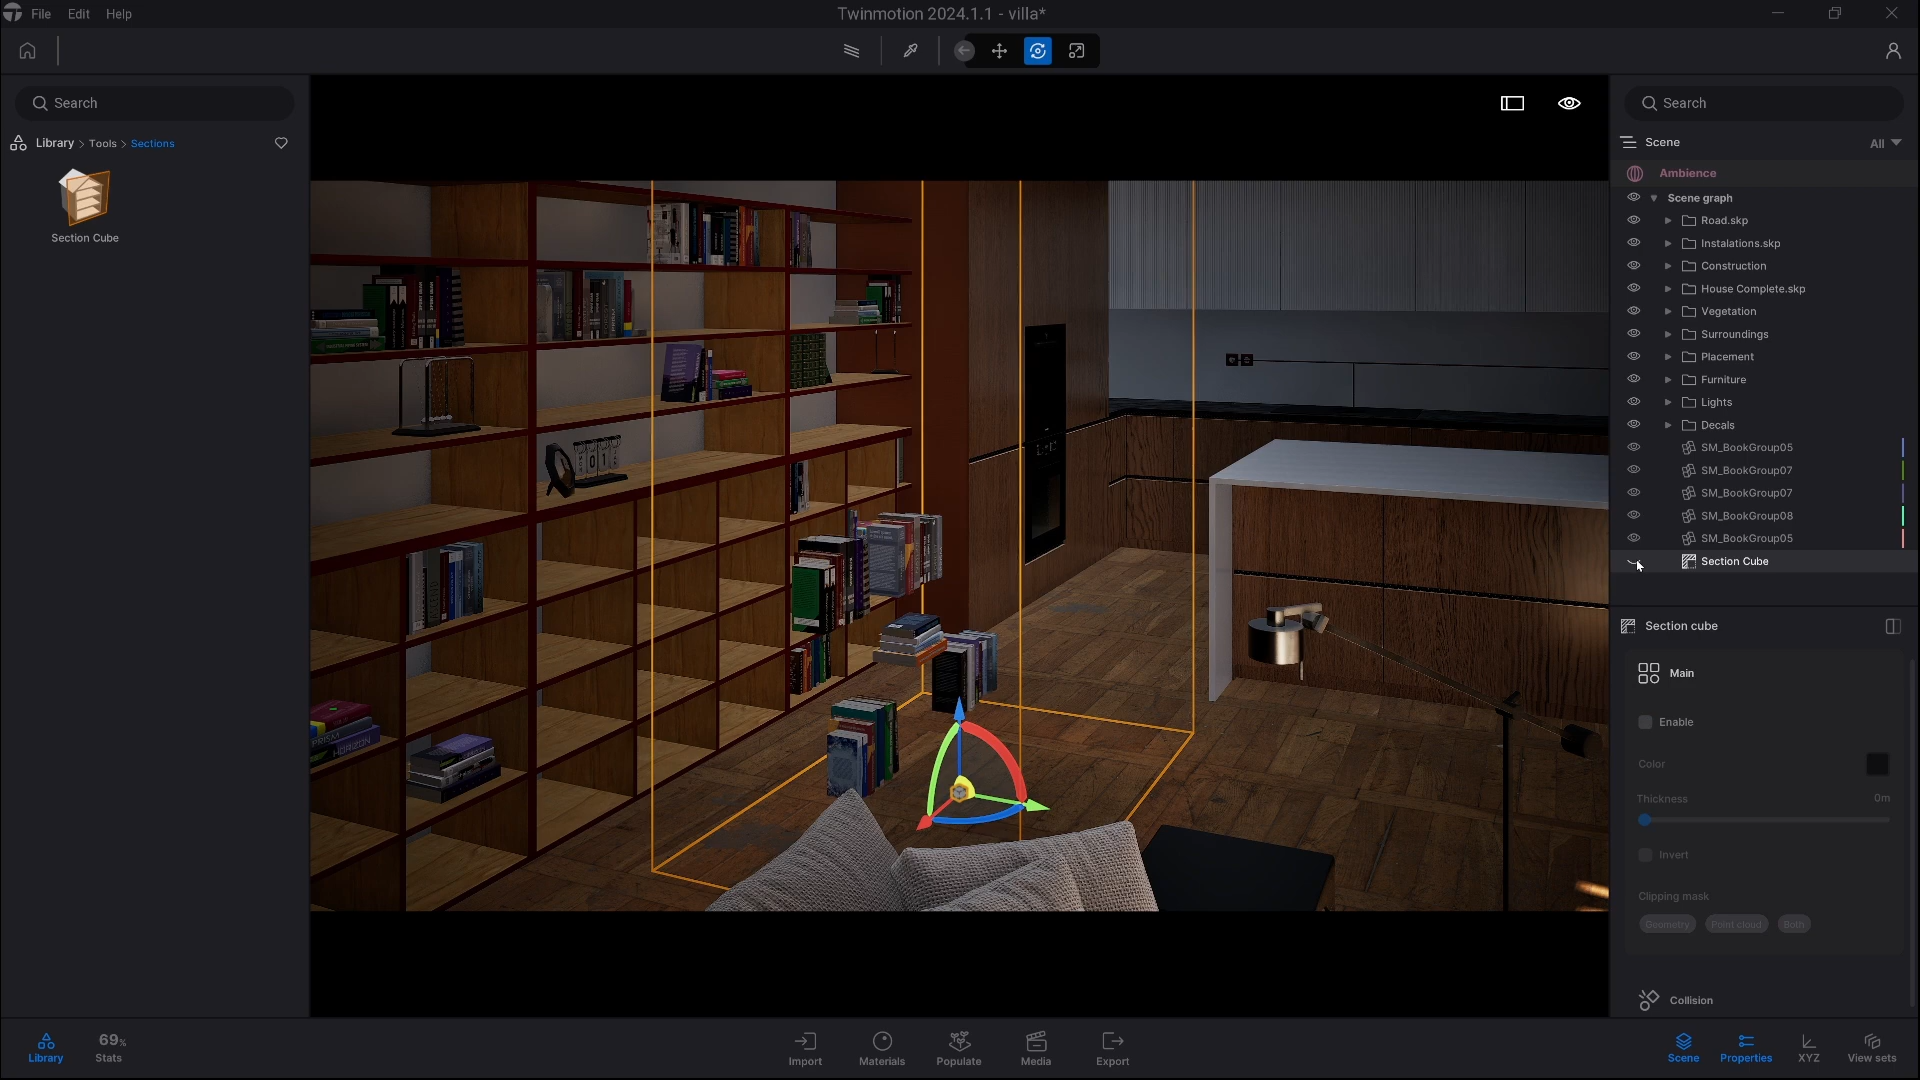 File Edit Help
Twinmotion 2024.1.1 - villa*
Search
Library > Tools > Sections
Section Cube
PRISM
HORIZON
01
Search
Scene
All
Ambience
Scene graph
Road.skp
Instalations.skp
Construction
House Complete.skp
Vegetation
Surroundings
Placement
Furniture
Lights
Decals
SM_BookGroup05
SM_BookGroup07
SM_BookGroup07
SM_BookGroup08
SM_BookGroup05
Section Cube
Section cube
Main
Enable
Color
Thickness 0m
Invert
Clipping mask
Geometry Point cloud Both
Collision
Library
69%
Stats
Import Materials Populate Media Export
Scene Properties XYZ View sets